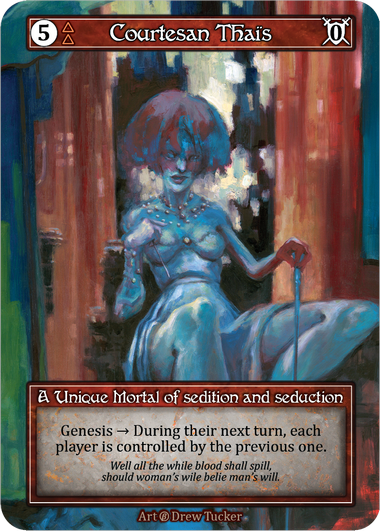 5 Courtesan Thaïs 0
A Unique Mortal of sedition and seduction
Genesis → During their next turn, each
player is controlled by the previous one.
Well all the while blood shall spill,
should woman's wile belie man's will.
Art @ Drew Tucker